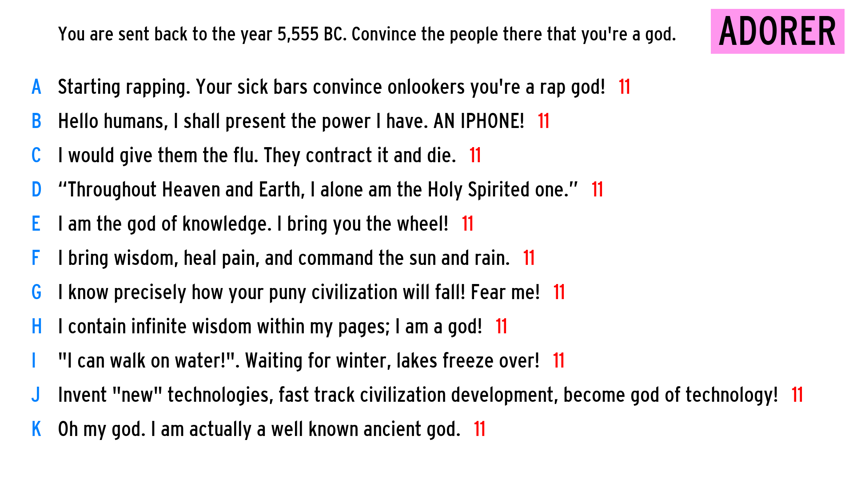 You are sent back to the year 5,555 BC. Convince the people there that you're a god.
ADORER
A Starting rapping. Your sick bars convince onlookers you're a rap god! 11
B Hello humans, I shall present the power I have. AN IPHONE! 11
C I would give them the flu. They contract it and die. 11
D “Throughout Heaven and Earth, I alone am the Holy Spirited one.” 11
E I am the god of knowledge. I bring you the wheel! 11
F I bring wisdom, heal pain, and command the sun and rain. 11
G I know precisely how your puny civilization will fall! Fear me! 11
H I contain infinite wisdom within my pages; I am a god! 11
I "I can walk on water!". Waiting for winter, lakes freeze over! 11
J Invent "new" technologies, fast track civilization development, become god of technology! 11
K Oh my god. I am actually a well known ancient god. 11